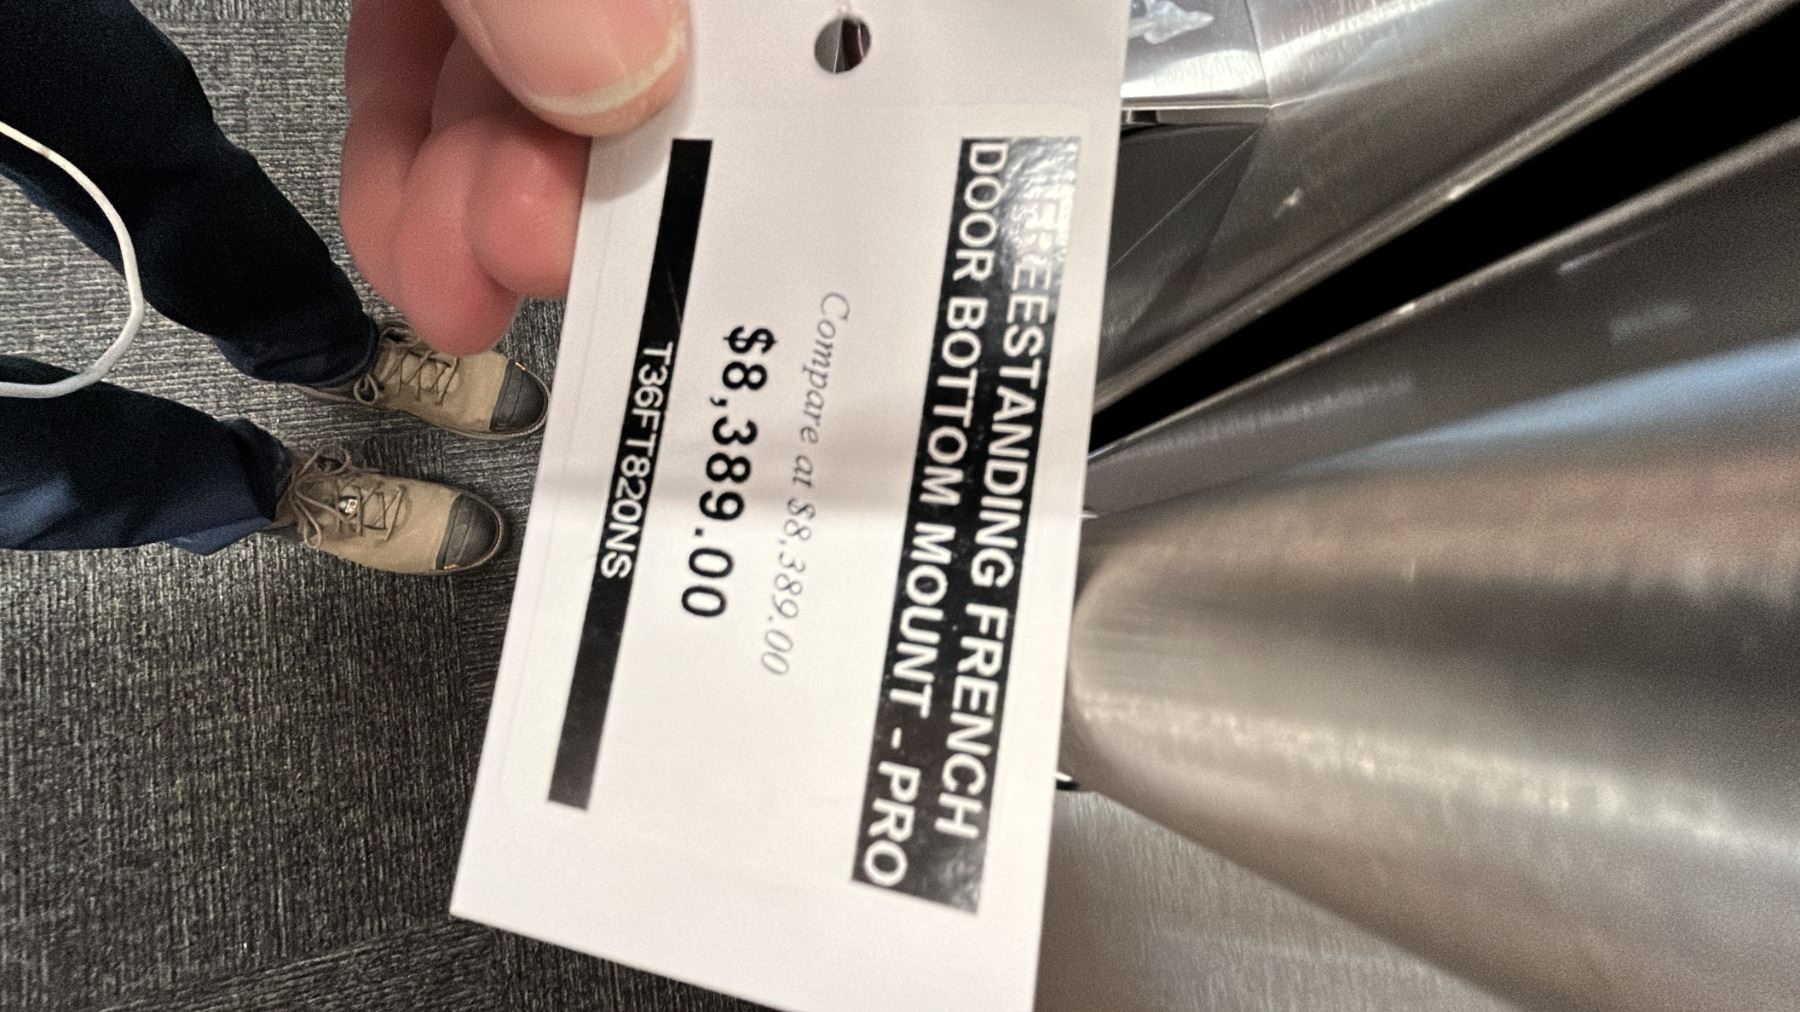 FREESTANDING FRENCH
DOOR BOTTOM MOUNT - PRO
Compare at $8,389.00
$8,389.00
T36FT820NS